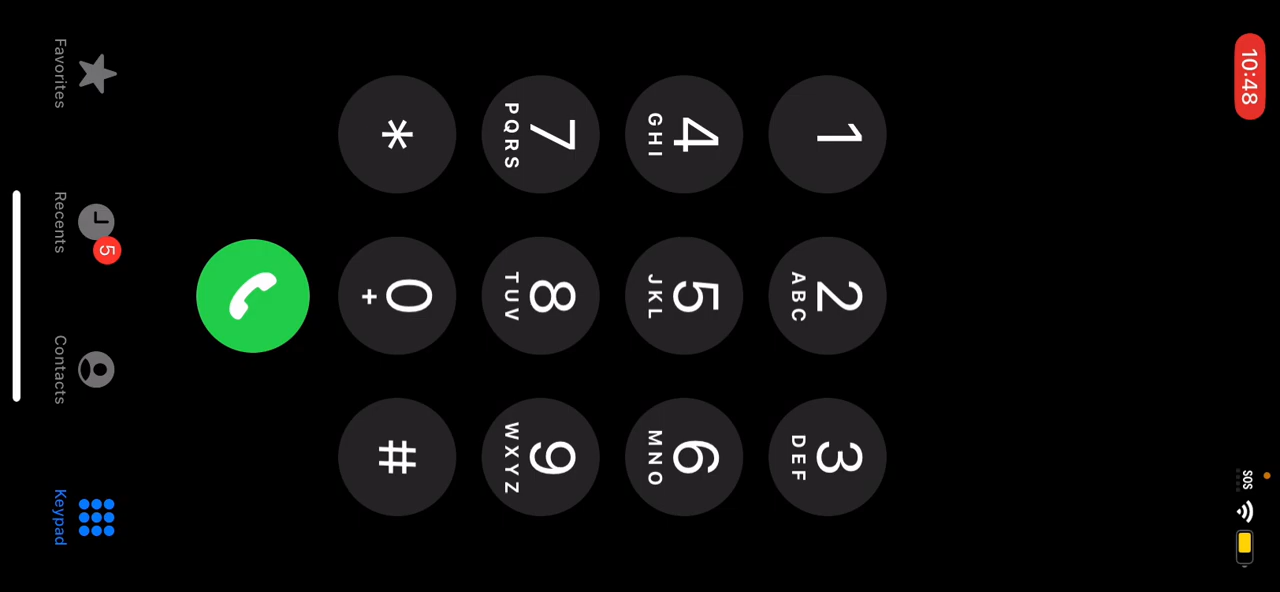 10:48
SOS
1
2
ABC
3
DEF
4
GHI
5
JKL
6
MNO
7
PQRS
8
TUV
9
WXYZ
*
0
+
#
5
Favorites
Recents
Contacts
Keypad